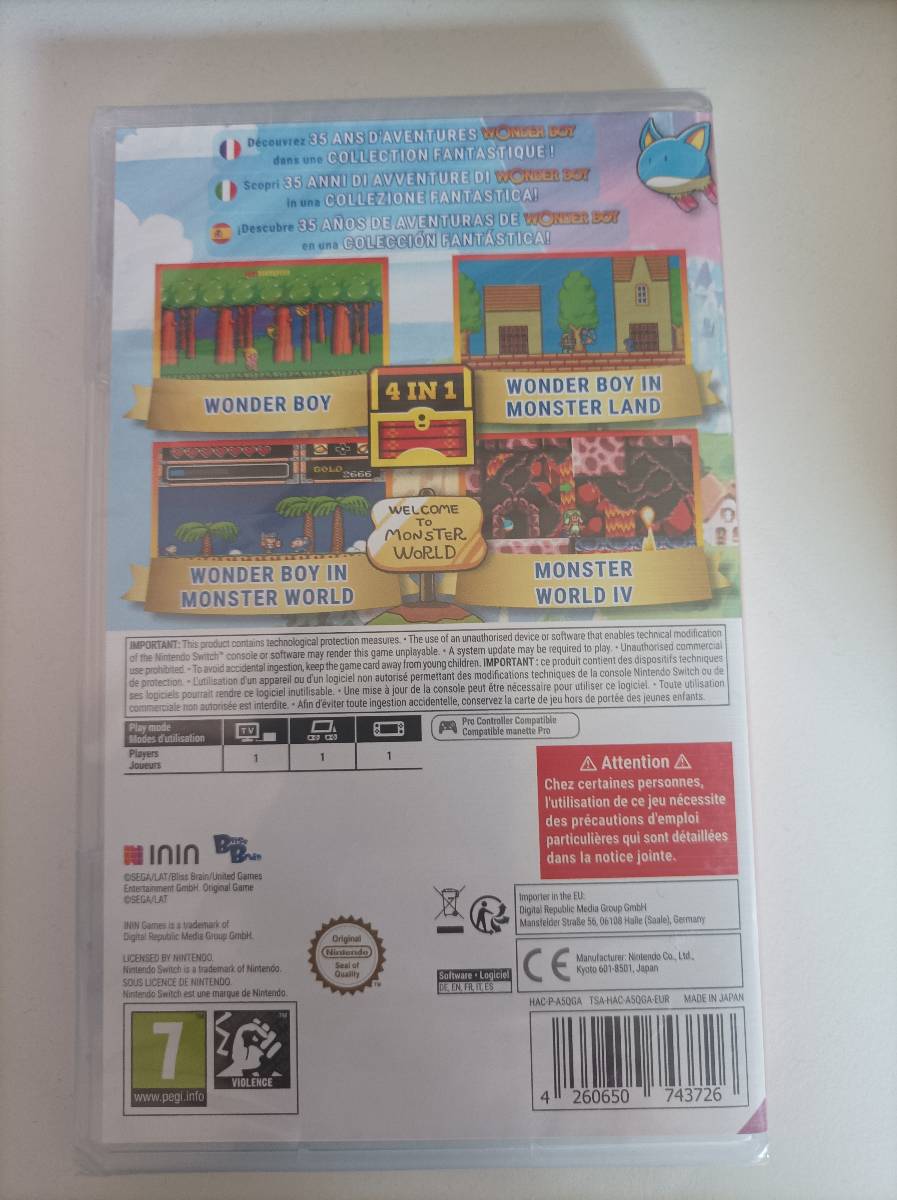 Découvrez 35 ANS D'AVENTURES WONDER BOY
dans une COLLECTION FANTASTIQUE !
Scopri 35 ANNI DI AVVENTURE DI WONDER BOY
in una COLLEZIONE FANTASTICA!
¡Descubre 35 AÑOS DE AVENTURAS DE WONDER BOY
en una COLECCIÓN FANTÁSTICA!
4 IN 1
WONDER BOY
WONDER BOY IN
MONSTER LAND
GOLD
2666
WELCOME
TO
MONSTER
WORLD
WONDER BOY IN
MONSTER WORLD
MONSTER
WORLD IV
IMPORTANT: This product contains technological protection measures. • The use of an unauthorised device or software that enables technical modification
of the Nintendo Switch™ console or software may render this game unplayable. • A system update may be required to play. • Unauthorised commercial
use prohibited. • To avoid accidental ingestion, keep the game card away from young children. IMPORTANT : ce produit contient des dispositifs techniques
de protection. • L'utilisation d'un appareil ou d'un logiciel non autorisé permettant des modifications techniques de la console Nintendo Switch ou de
ses logiciels pourrait rendre ce logiciel inutilisable. • Une mise à jour de la console peut être nécessaire pour utiliser ce logiciel. • Toute utilisation
commerciale non autorisée est interdite. • Afin d'éviter toute ingestion accidentelle, conservez la carte de jeu hors de portée des jeunes enfants.
Play mode
Modes d'utilisation
TV
Players
Joueurs
1
1
1
Pro Controller Compatible
Compatible manette Pro
Attention
Chez certaines personnes,
l'utilisation de ce jeu nécessite
des précautions d'emploi
particulières qui sont détaillées
dans la notice jointe.
ININ
Bliss Brain
©SEGA/LAT/Bliss Brain/United Games
Entertainment GmbH. Original Game
©SEGA/LAT
ININ Games is a trademark of
Digital Republic Media Group GmbH.
LICENSED BY NINTENDO.
Nintendo Switch is a trademark of Nintendo.
SOUS LICENCE DE NINTENDO.
Nintendo Switch est une marque de Nintendo.
Original
Nintendo
Seal of
Quality
TM
Software • Logiciel
DE, EN, FR, IT, ES
Importer in the EU:
Digital Republic Media Group GmbH
Mansfelder Straße 56, 06108 Halle (Saale), Germany
CE
Manufacturer: Nintendo Co., Ltd.,
Kyoto 601-8501, Japan
HAC-P-A5QGA TSA-HAC-A5QGA-EUR MADE IN JAPAN
7
www.pegi.info
VIOLENCE
TM
4 260650 743726